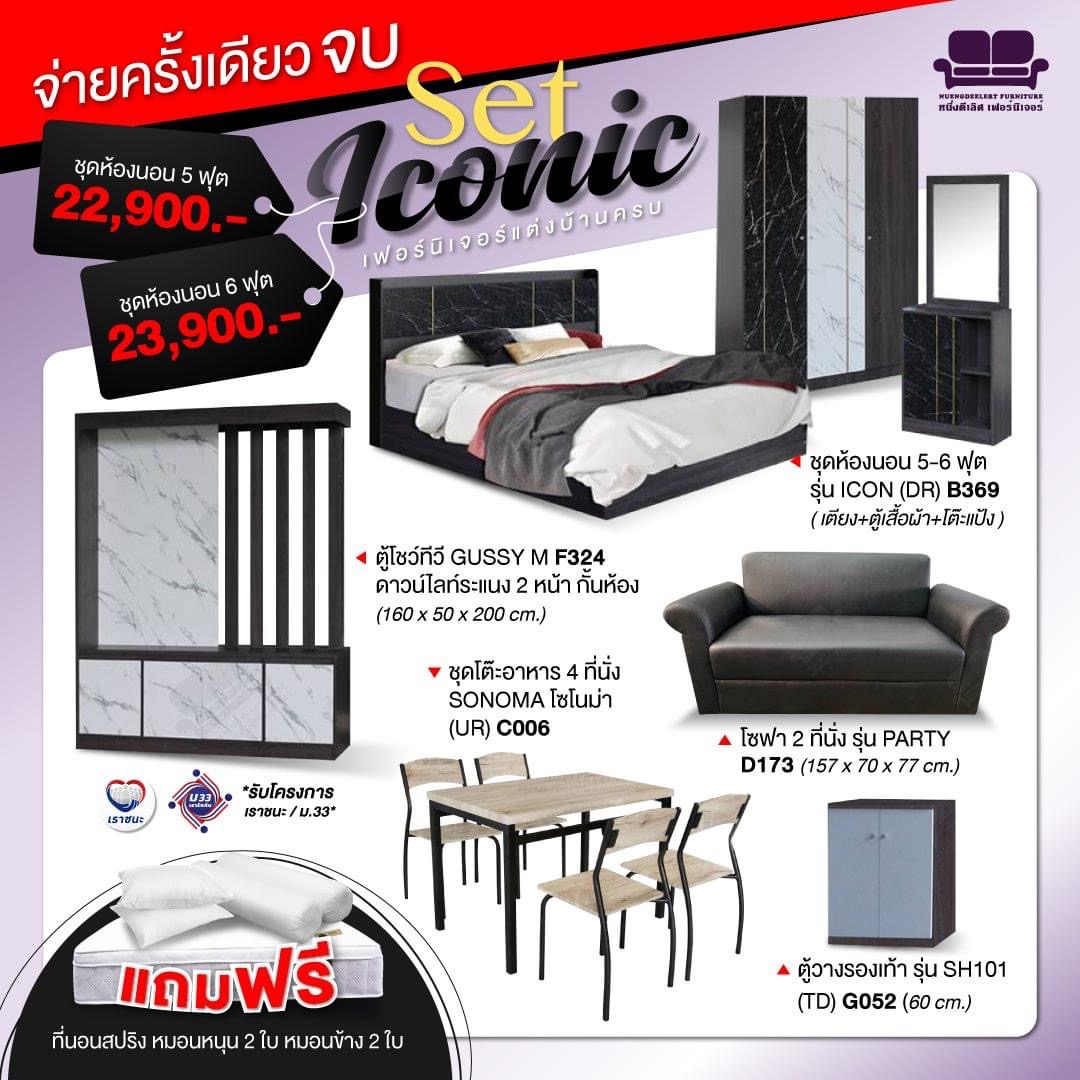 จ่ายครั้งเดียว จบ
Set
Iconic
เฟอร์นิเจอร์แต่งบ้านครบ
NUENGDEELERT FURNITURE
หนึ่งดีเลิศ เฟอร์นิเจอร์
ชุดห้องนอน 5 ฟุต
22,900.-
ชุดห้องนอน 6 ฟุต
23,900.-
ชุดห้องนอน 5-6 ฟุต
รุ่น ICON (DR) B369
( เตียง+ตู้เสื้อผ้า+โต๊ะแป้ง )
ตู้โชว์ทีวี GUSSY M F324
ดาวน์ไลท์ระแนง 2 หน้า กั้นห้อง
(160 x 50 x 200 cm.)
ชุดโต๊ะอาหาร 4 ที่นั่ง
SONOMA โซโนม่า
(UR) C006
โซฟา 2 ที่นั่ง รุ่น PARTY
D173 (157 x 70 x 77 cm.)
เราชนะ
ม33
เรารักกัน
*รับโครงการ
เราชนะ / ม.33*
แถมฟรี
ที่นอนสปริง หมอนหนุน 2 ใบ หมอนข้าง 2 ใบ
ตู้วางรองเท้า รุ่น SH101
(TD) G052 (60 cm.)